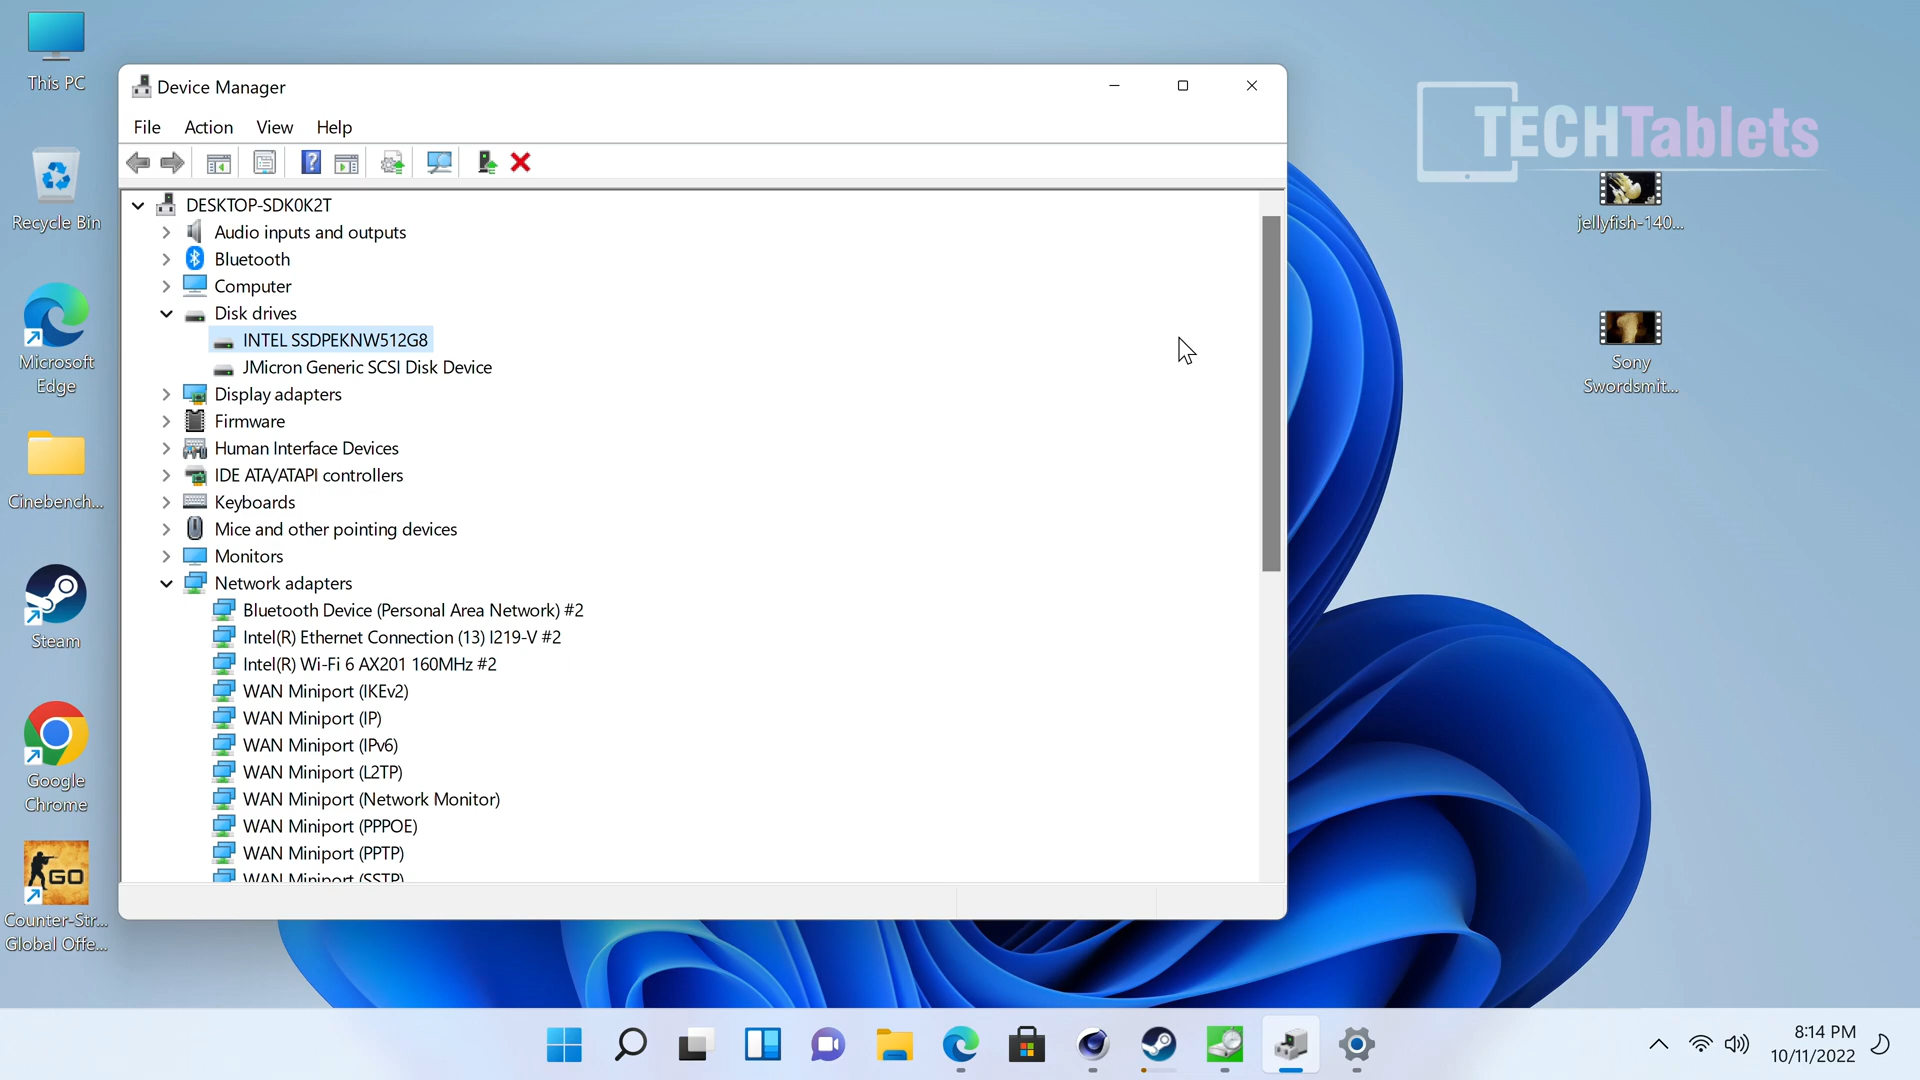 This PC
Recycle Bin
Microsoft
Edge
Cinebench...
Steam
Google
Chrome
GO
Counter-Str...
Global Offe...
Device Manager
File Action View Help
DESKTOP-SDK0K2T
Audio inputs and outputs
Bluetooth
Computer
Disk drives
INTEL SSDPEKNW512G8
JMicron Generic SCSI Disk Device
Display adapters
Firmware
Human Interface Devices
IDE ATA/ATAPI controllers
Keyboards
Mice and other pointing devices
Monitors
Network adapters
Bluetooth Device (Personal Area Network) #2
Intel(R) Ethernet Connection (13) I219-V #2
Intel(R) Wi-Fi 6 AX201 160MHz #2
WAN Miniport (IKEv2)
WAN Miniport (IP)
WAN Miniport (IPv6)
WAN Miniport (L2TP)
WAN Miniport (Network Monitor)
WAN Miniport (PPPOE)
WAN Miniport (PPTP)
WAN Miniport (SSTP)
TECHTablets
jellyfish-140...
Sony
Swordsmit...
8:14 PM
10/11/2022